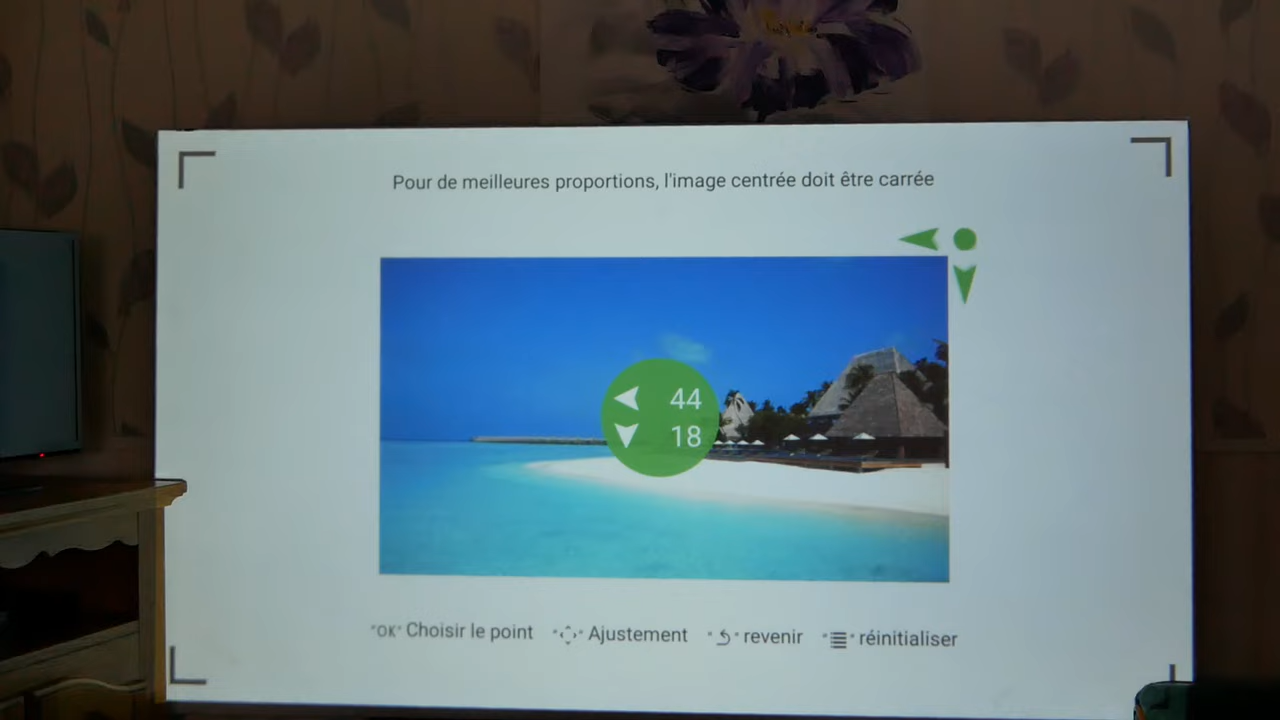 Pour de meilleures proportions, l'image centrée doit être carrée
44
18
"OK" Choisir le point " " Ajustement " " revenir " " réinitialiser